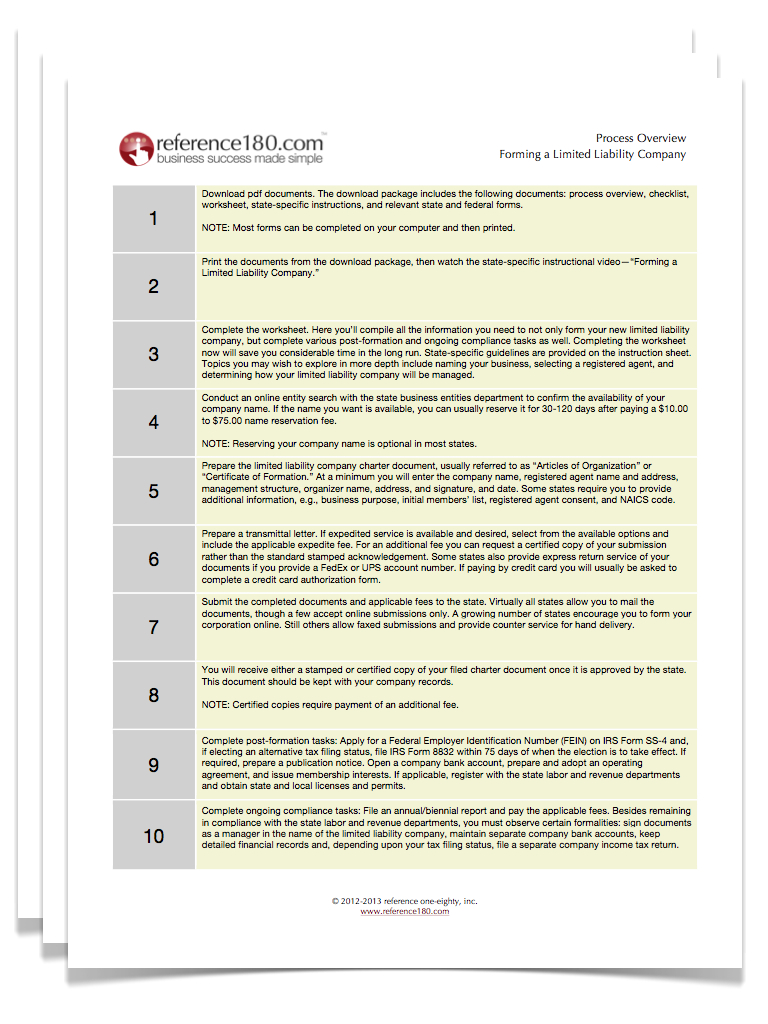 reference180.com™
business success made simple
Process Overview
Forming a Limited Liability Company
1
Download pdf documents. The download package includes the following documents: process overview, checklist,
worksheet, state-specific instructions, and relevant state and federal forms.
NOTE: Most forms can be completed on your computer and then printed.
2
Print the documents from the download package, then watch the state-specific instructional video—“Forming a
Limited Liability Company.”
3
Complete the worksheet. Here you’ll compile all the information you need to not only form your new limited liability
company, but complete various post-formation and ongoing compliance tasks as well. Completing the worksheet
now will save you considerable time in the long run. State-specific guidelines are provided on the instruction sheet.
Topics you may wish to explore in more depth include naming your business, selecting a registered agent, and
determining how your limited liability company will be managed.
4
Conduct an online entity search with the state business entities department to confirm the availability of your
company name. If the name you want is available, you can usually reserve it for 30-120 days after paying a $10.00
to $75.00 name reservation fee.
NOTE: Reserving your company name is optional in most states.
5
Prepare the limited liability company charter document, usually referred to as “Articles of Organization” or
“Certificate of Formation.” At a minimum you will enter the company name, registered agent name and address,
management structure, organizer name, address, and signature, and date. Some states require you to provide
additional information, e.g., business purpose, initial members’ list, registered agent consent, and NAICS code.
6
Prepare a transmittal letter. If expedited service is available and desired, select from the available options and
include the applicable expedite fee. For an additional fee you can request a certified copy of your submission
rather than the standard stamped acknowledgement. Some states also provide express return service of your
documents if you provide a FedEx or UPS account number. If paying by credit card you will usually be asked to
complete a credit card authorization form.
7
Submit the completed documents and applicable fees to the state. Virtually all states allow you to mail the
documents, though a few accept online submissions only. A growing number of states encourage you to form your
corporation online. Still others allow faxed submissions and provide counter service for hand delivery.
8
You will receive either a stamped or certified copy of your filed charter document once it is approved by the state.
This document should be kept with your company records.
NOTE: Certified copies require payment of an additional fee.
9
Complete post-formation tasks: Apply for a Federal Employer Identification Number (FEIN) on IRS Form SS-4 and,
if electing an alternative tax filing status, file IRS Form 8832 within 75 days of when the election is to take effect. If
required, prepare a publication notice. Open a company bank account, prepare and adopt an operating
agreement, and issue membership interests. If applicable, register with the state labor and revenue departments
and obtain state and local licenses and permits.
10
Complete ongoing compliance tasks: File an annual/biennial report and pay the applicable fees. Besides remaining
in compliance with the state labor and revenue departments, you must observe certain formalities: sign documents
as a manager in the name of the limited liability company, maintain separate company bank accounts, keep
detailed financial records and, depending upon your tax filing status, file a separate company income tax return.
© 2012-2013 reference one-eighty, inc.
www.reference180.com